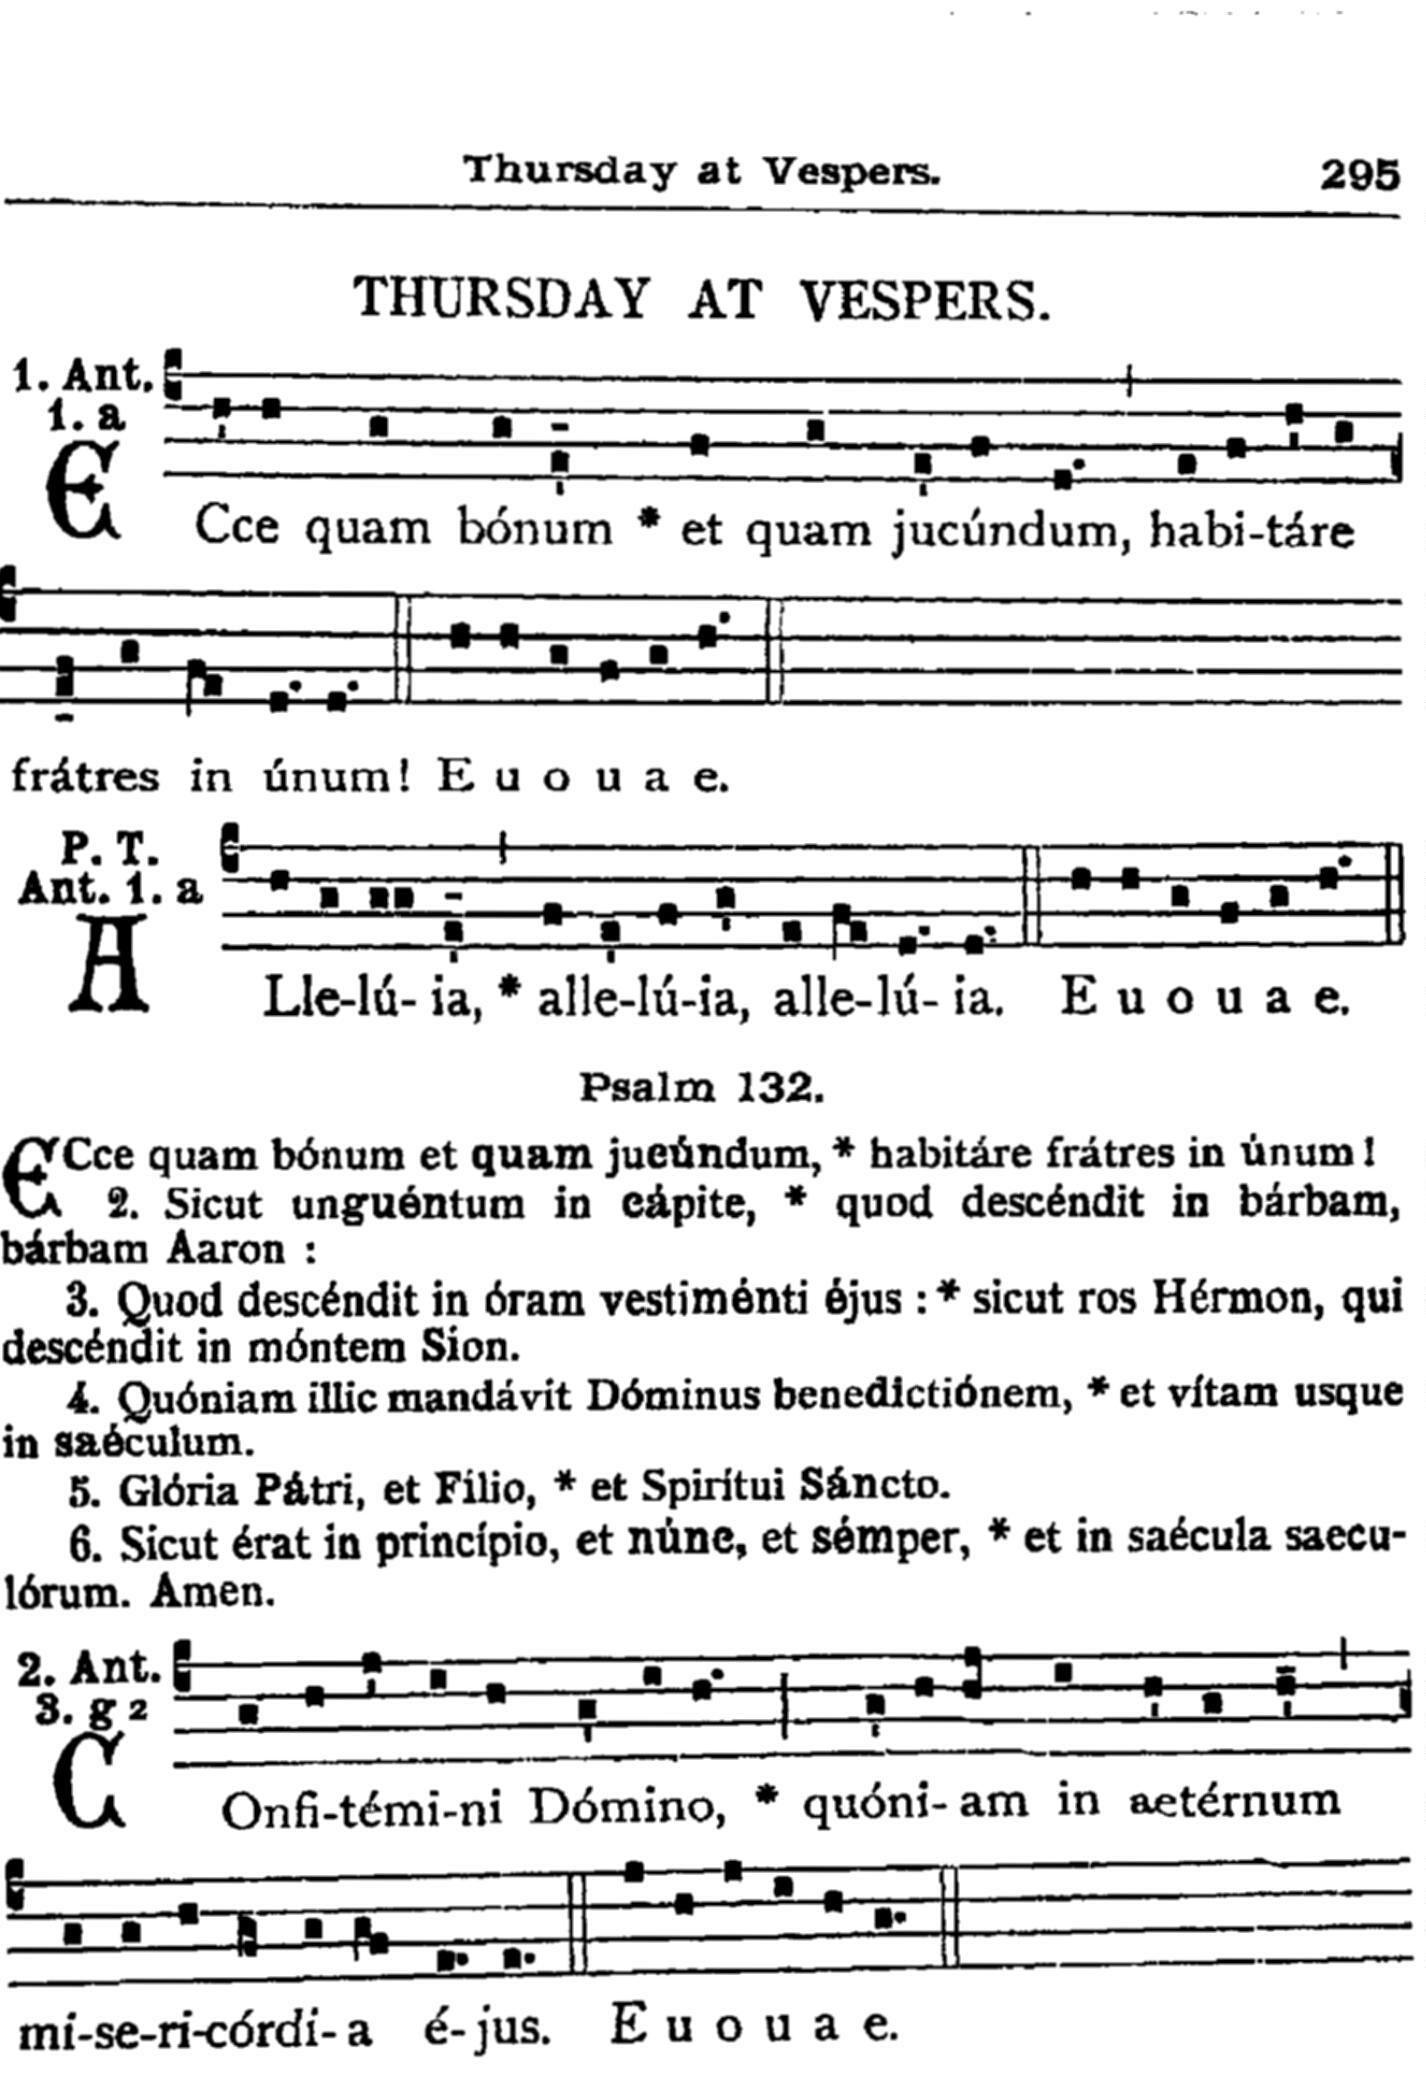 Thursday at Vespers. 295
THURSDAY AT VESPERS.
1. Ant.
1. a
ECce quam bónum * et quam jucúndum, habi-táre
frátres in únum! E u o u a e.
P. T.
Ant. 1. a
ALle-lú- ia, * alle-lú-ia, alle-lú- ia. E u o u a e.
Psalm 132.
ECce quam bónum et quam jucúndum, * habitáre frátres in únum!
2. Sicut unguéntum in cápite, * quod descéndit in bárbam,
bárbam Aaron :
3. Quod descéndit in óram vestiménti éjus : * sicut ros Hérmon, qui
descéndit in móntem Síon.
4. Quóniam illic mandávit Dóminus benedictiónem, * et vítam usque
in saéculum.
5. Glória Pátri, et Fílio, * et Spirítui Sáncto.
6. Sicut érat in princípio, et núnc, et sémper, * et in saécula saecu-
lórum. Amen.
2. Ant.
3. g 2
COnfi-témi-ni Dómino, * quóni- am in aetérnum
mi-se-ri-córdi- a é- jus. E u o u a e.